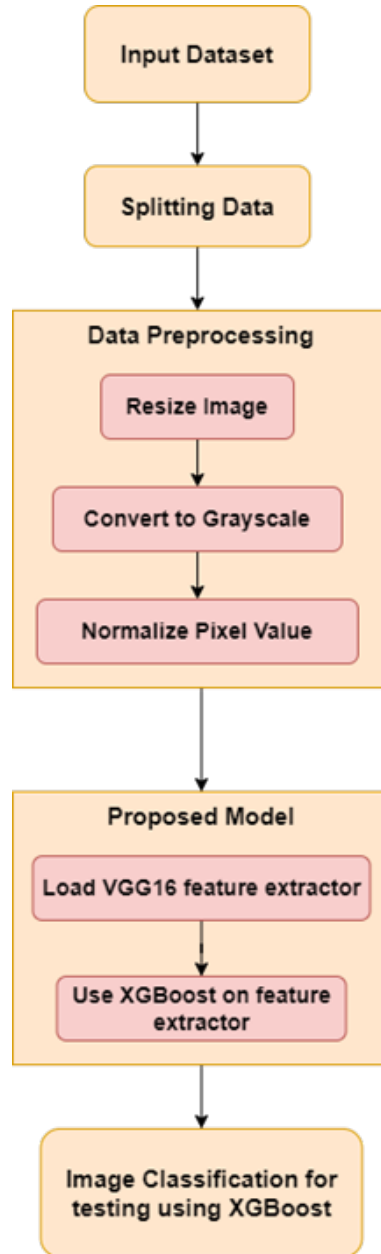 Input Dataset
Splitting Data
Data Preprocessing
Resize Image
Convert to Grayscale
Normalize Pixel Value
Proposed Model
Load VGG16 feature extractor
Use XGBoost on feature
extractor
Image Classification for
testing using XGBoost